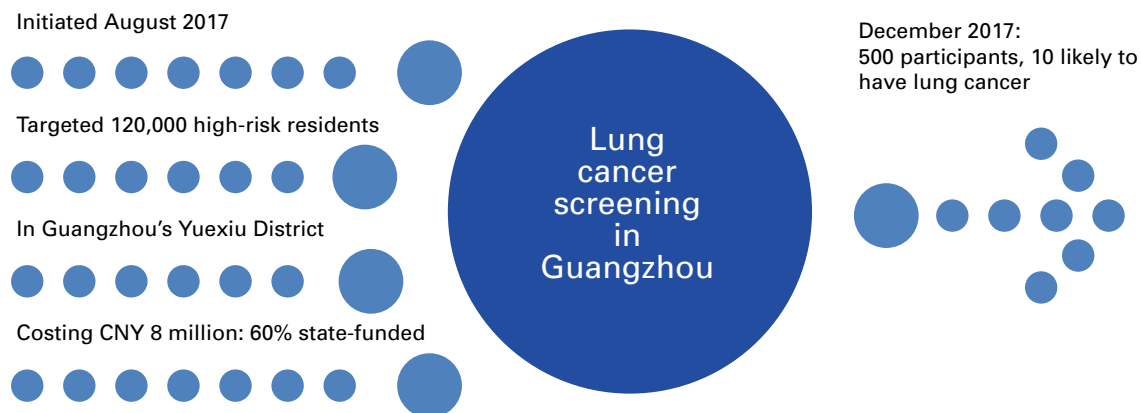 Initiated August 2017
Targeted 120,000 high-risk residents
In Guangzhou’s Yuexiu District
Costing CNY 8 million: 60% state-funded
Lung
cancer
screening
in
Guangzhou
December 2017:
500 participants, 10 likely to
have lung cancer